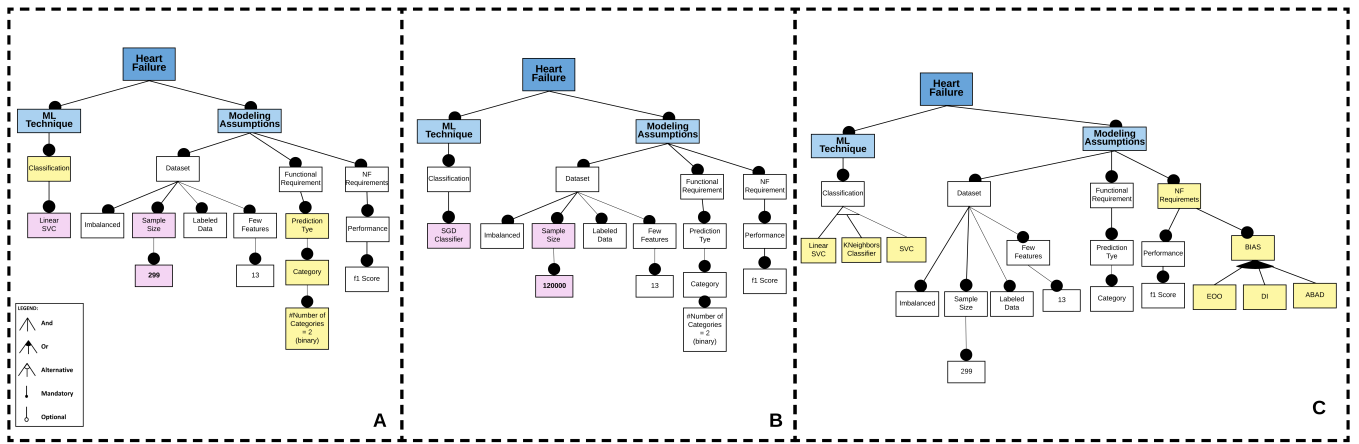 Heart
Failure
ML
Technique
Modeling
Assumptions
Classification
Dataset
Functional
Requirement
NF
Requirements
Linear
SVC
Imbalanced
Sample
Size
Labeled
Data
Few
Features
Prediction
Tye
Performance
299
13
Category
f1 Score
#Number of
Categories
= 2
(binary)
LEGEND:
And
Or
Alternative
Mandatory
Optional
A
Heart
Failure
ML
Technique
Modeling
Assumptions
Classification
Dataset
Functional
Requirement
NF
Requirement
SGD
Classifier
Imbalanced
Sample
Size
Labeled
Data
Few
Features
Prediction
Tye
Performance
120000
13
Category
f1 Score
#Number of
Categories
= 2
(binary)
B
Heart
Failure
ML
Technique
Modeling
Assumptions
Classification
Dataset
Functional
Requirement
NF
Requiremets
Linear
SVC
KNeighbors
Classifier
SVC
Few
Features
Prediction
Tye
Performance
BIAS
Imbalanced
Sample
Size
Labeled
Data
13
Category
f1 Score
EOO
DI
ABAD
299
C